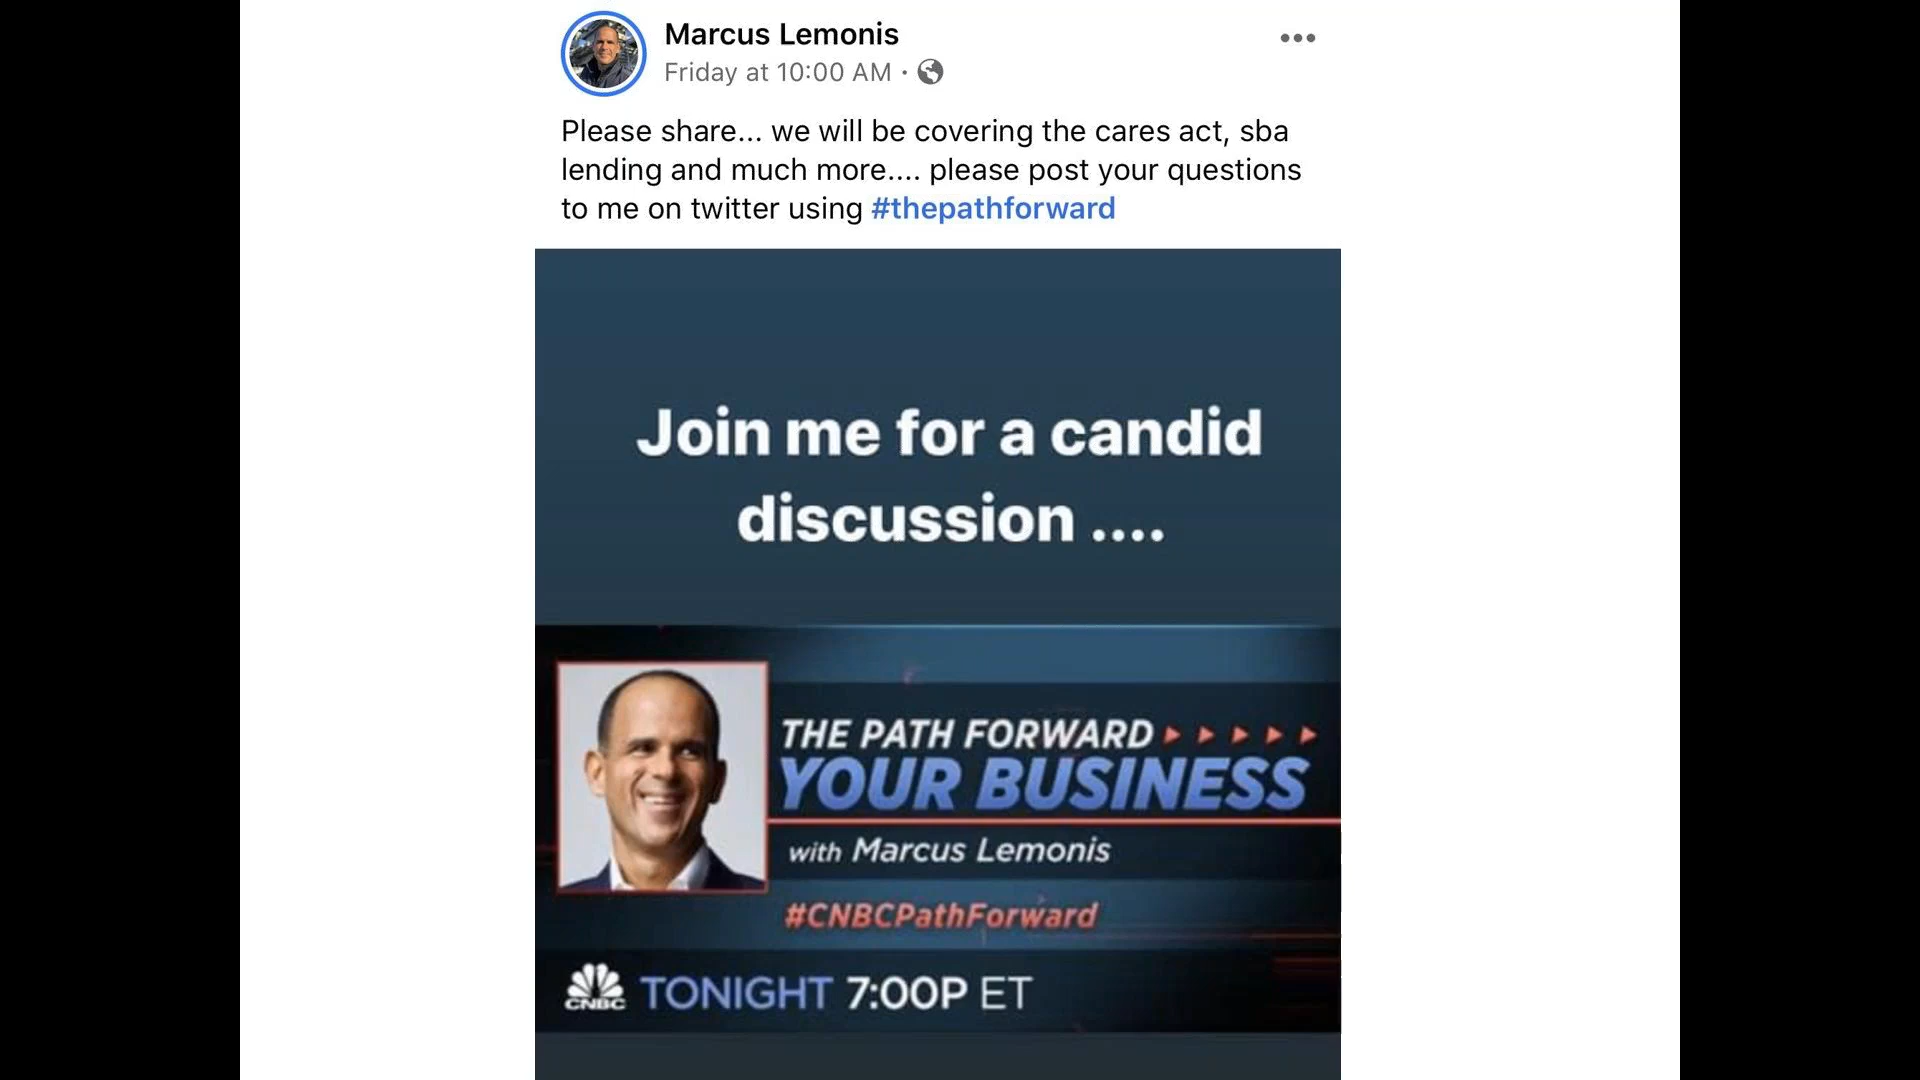 Marcus Lemonis
Friday at 10:00 AM ·
Please share... we will be covering the cares act, sba
lending and much more.... please post your questions
to me on twitter using #thepathforward
Join me for a candid
discussion ....
THE PATH FORWARD
YOUR BUSINESS
with Marcus Lemonis
#CNBCPathForward
CNBC TONIGHT 7:00P ET